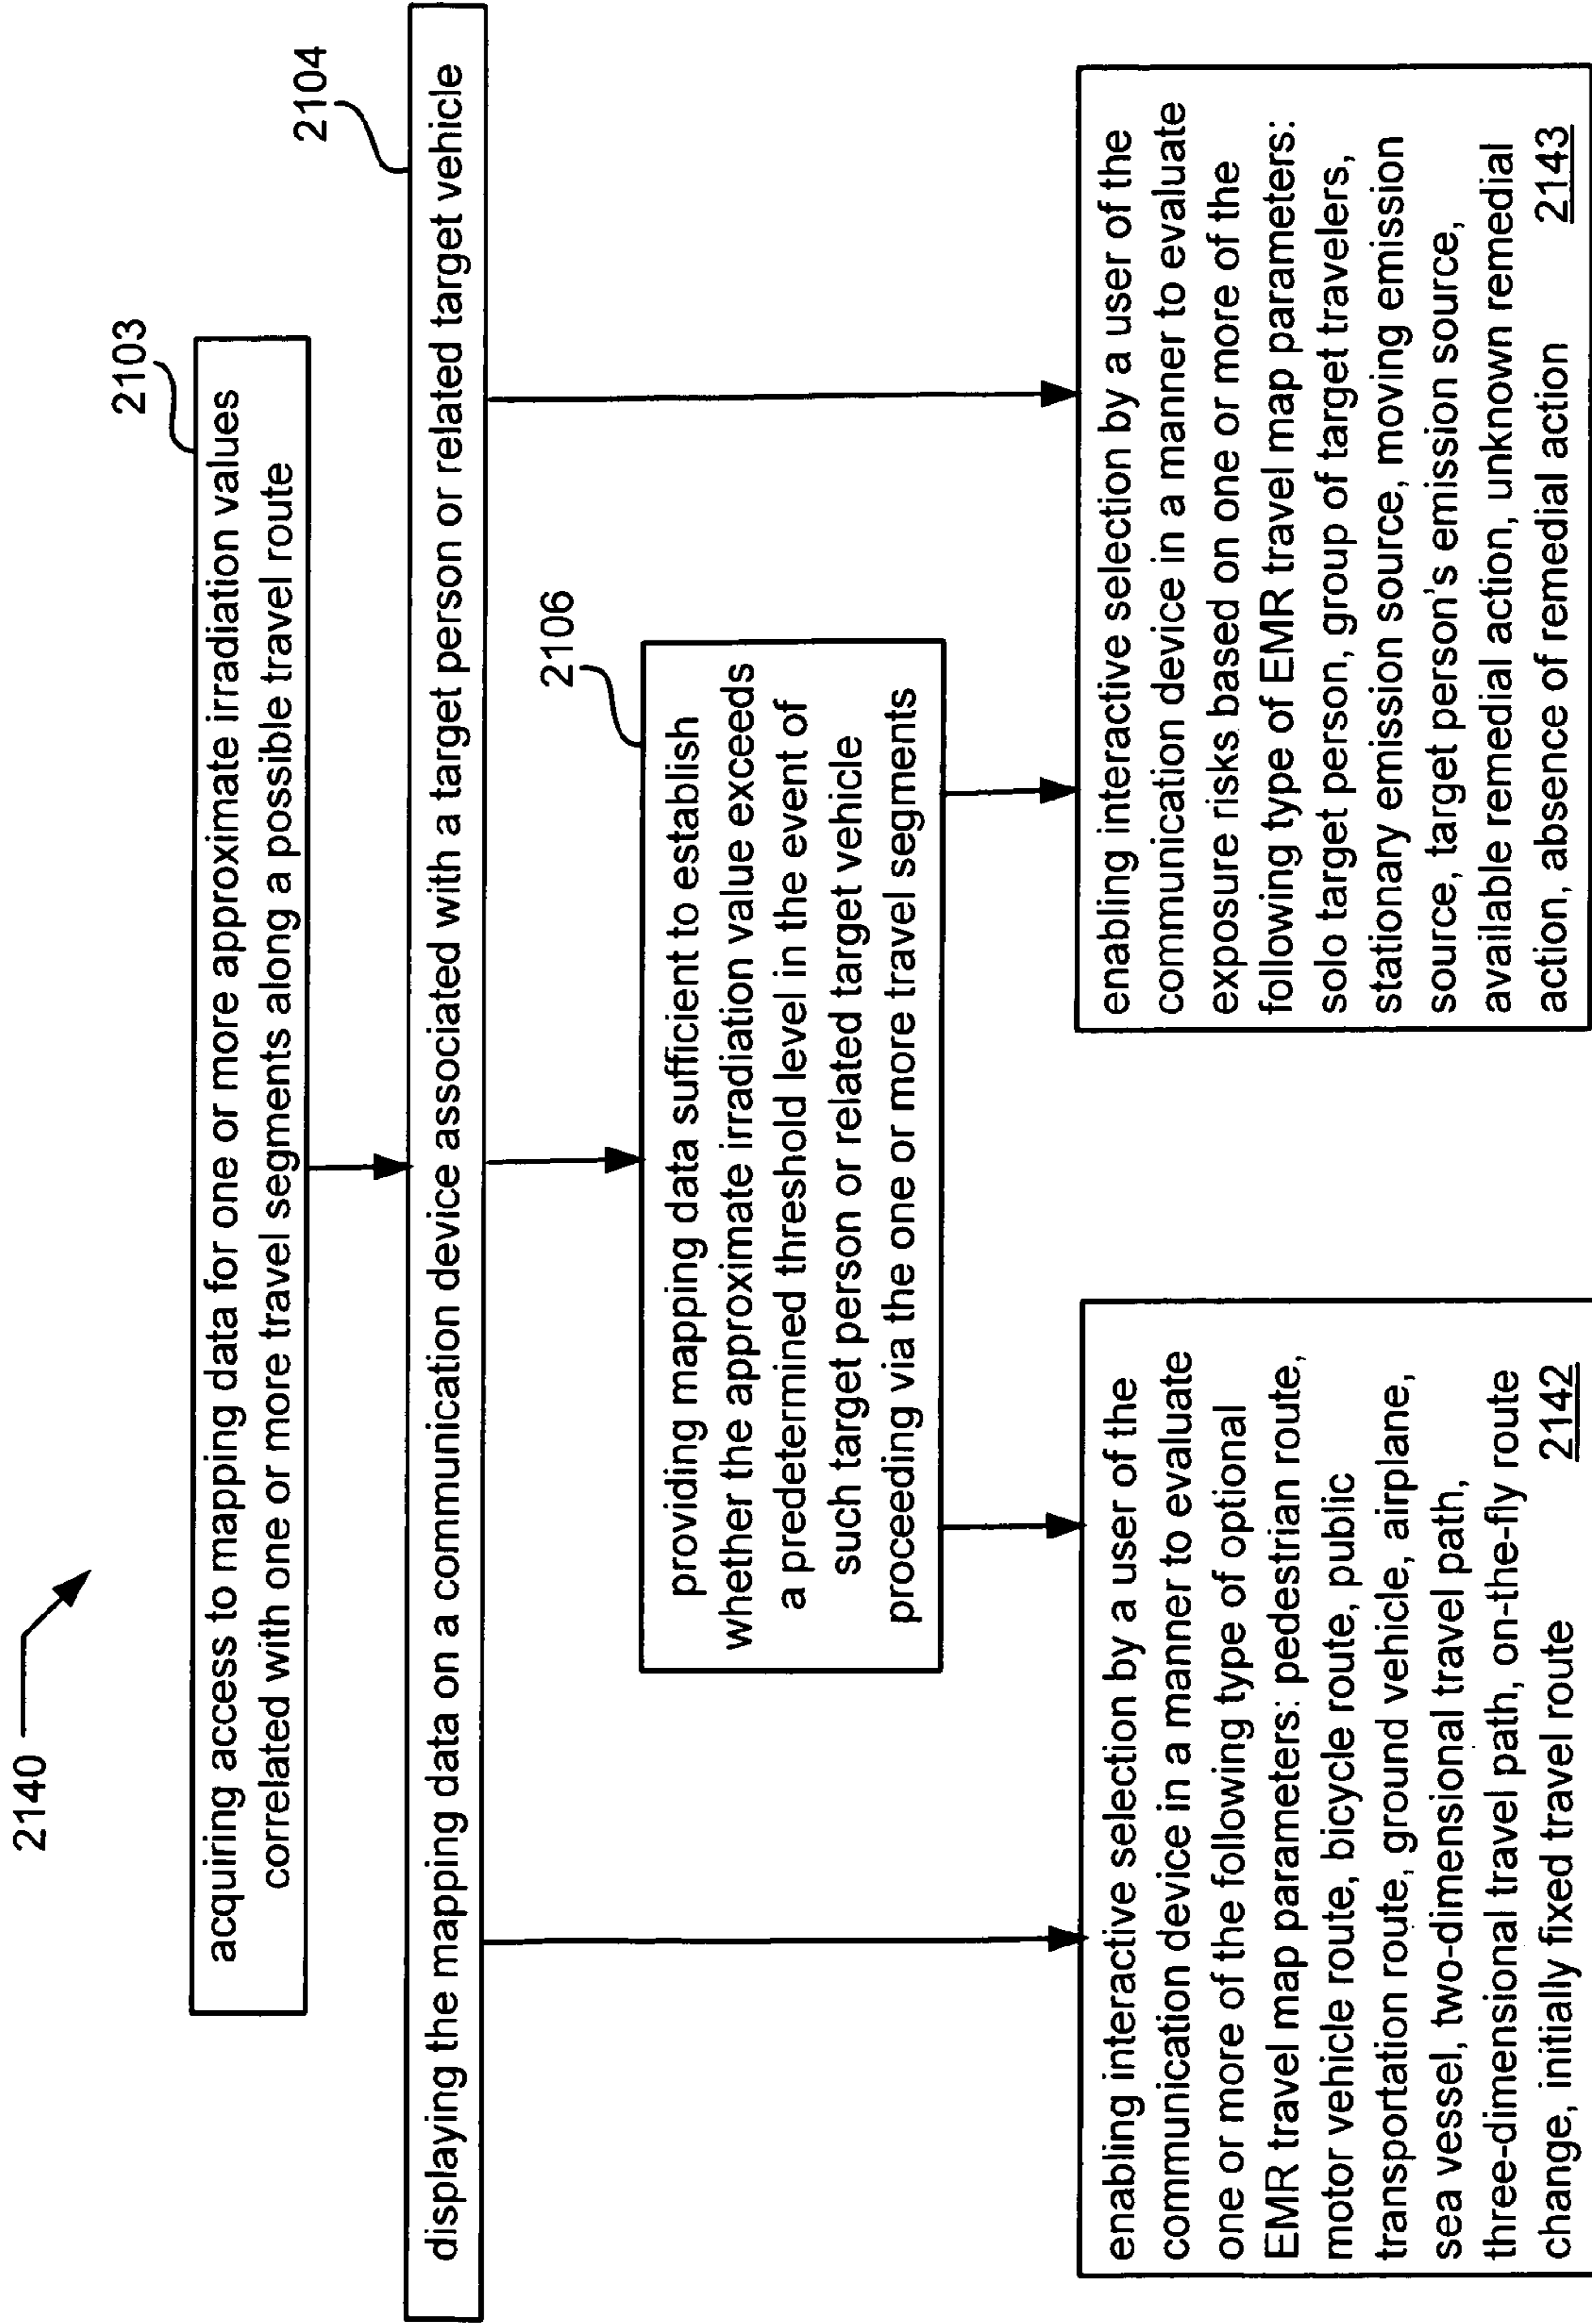 2140
2103
acquiring access to mapping data for one or more approximate irradiation values
correlated with one or more travel segments along a possible travel route
2104
displaying the mapping data on a communication device associated with a target person or related target vehicle
2106
providing mapping data sufficient to establish
whether the approximate irradiation value exceeds
a predetermined threshold level in the event of
such target person or related target vehicle
proceeding via the one or more travel segments
enabling interactive selection by a user of the
communication device in a manner to evaluate
one or more of the following type of optional
EMR travel map parameters: pedestrian route,
motor vehicle route, bicycle route, public
transportation route, ground vehicle, airplane,
sea vessel, two-dimensional travel path,
three-dimensional travel path, on-the-fly route
change, initially fixed travel route 2142
enabling interactive selection by a user of the
communication device in a manner to evaluate
exposure risks based on one or more of the
following type of EMR travel map parameters:
solo target person, group of target travelers,
stationary emission source, moving emission
source, target person's emission source,
available remedial action, unknown remedial
action, absence of remedial action 2143